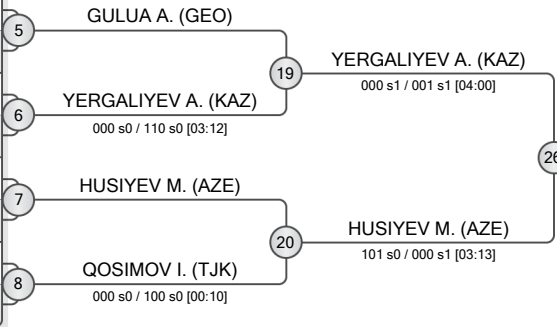 GULUA A. (GEO)
5
19
YERGALIYEV A. (KAZ)
000 s1 / 001 s1 [04:00]
YERGALIYEV A. (KAZ)
6
000 s0 / 110 s0 [03:12]
26
HUSIYEV M. (AZE)
7
20
HUSIYEV M. (AZE)
101 s0 / 000 s1 [03:13]
QOSIMOV I. (TJK)
8
000 s0 / 100 s0 [00:10]